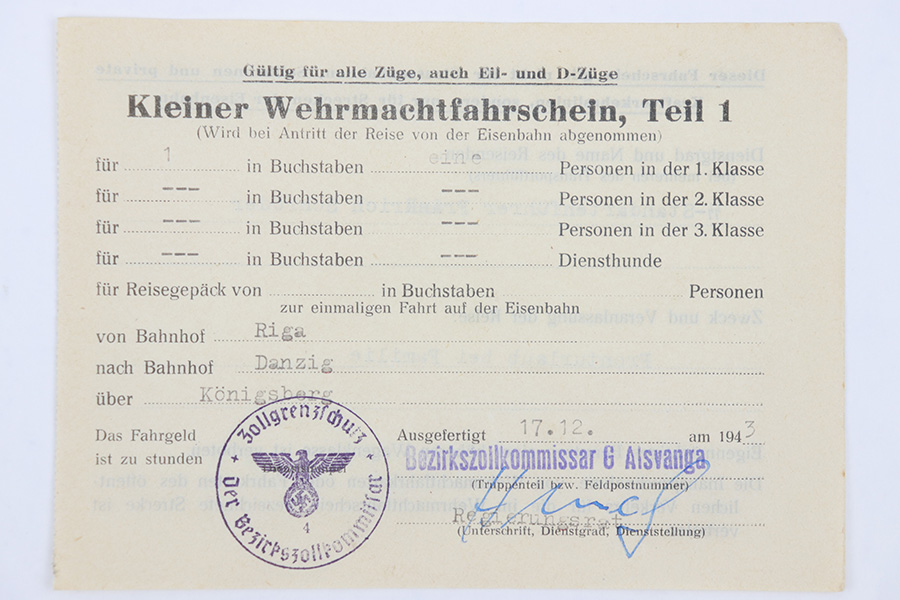 Gültig für alle Züge, auch Eil- und D-Züge
Kleiner Wehrmachtfahrschein, Teil 1
(Wird bei Antritt der Reise von der Eisenbahn abgenommen)
für 1 in Buchstaben eine Personen in der 1. Klasse
für --- in Buchstaben --- Personen in der 2. Klasse
für --- in Buchstaben --- Personen in der 3. Klasse
für --- in Buchstaben --- Diensthunde
für Reisegepäck von in Buchstaben Personen
zur einmaligen Fahrt auf der Eisenbahn
von Bahnhof Riga
nach Bahnhof Danzig
über Königsberg
Das Fahrgeld
ist zu stunden
Zollgrenzschutz
Der Bezirkszollkommissar
4
Ausgefertigt 17.12. am 1943
Bezirkszollkommissar G Alsvanga
(Truppenteil bzw. Feldpostnummer)
Regierungsrat
(Unterschrift, Dienstgrad, Dienststellung)